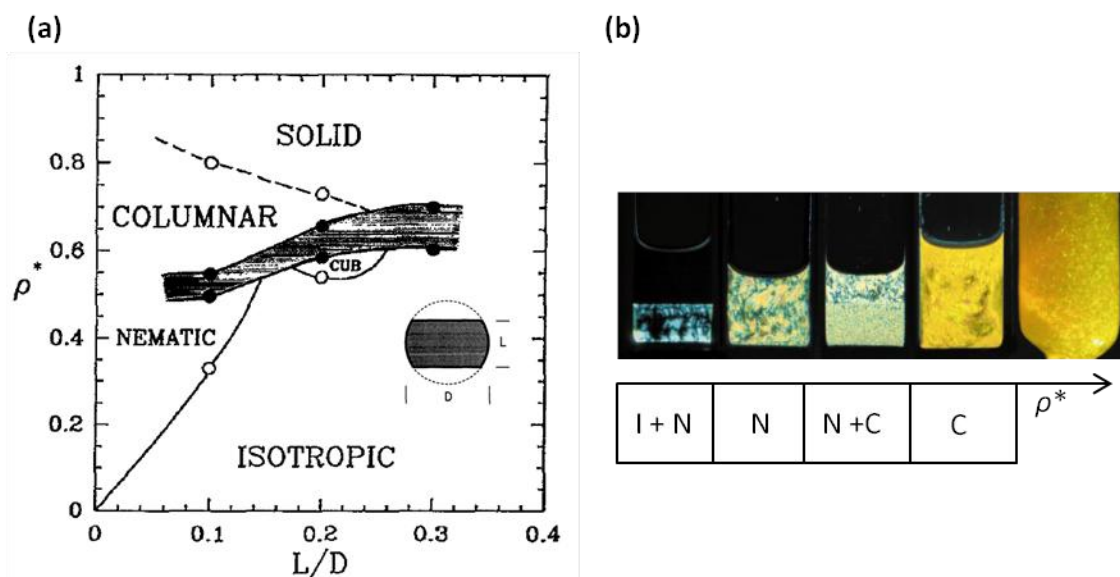 (a)
(b)
1
0.8
0.6
0.4
0.2
0
ρ*
SOLID
COLUMNAR
CUB
NEMATIC
L
D
ISOTROPIC
0
0.1
0.2
0.3
0.4
L/D
I + N
N
N +C
C
ρ*